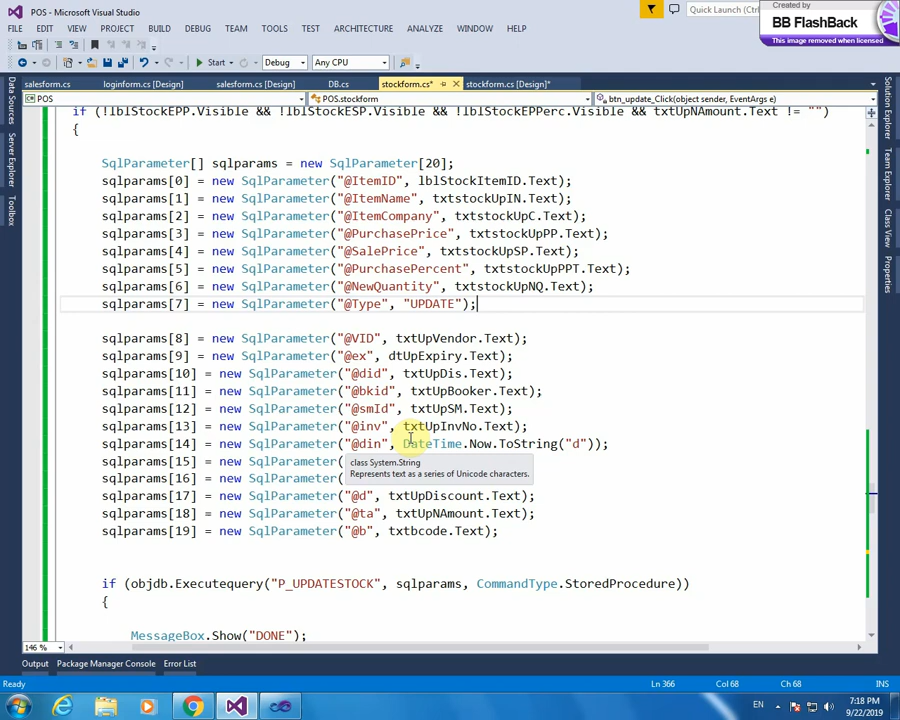 POS - Microsoft Visual Studio
Quick Launch
Created by
BB FlashBack
This image removed when licensed
FILE EDIT VIEW PROJECT BUILD DEBUG TEAM TOOLS TEST ARCHITECTURE ANALYZE WINDOW HELP
Start Debug Any CPU
salesform.cs loginform.cs [Design] salesform.cs [Design] DB.cs stockform.cs* stockform.cs [Design]*
POS POS.stockform btn_update_Click(object sender, EventArgs e)
Data Sources
Server Explorer
Toolbox
Solution Explorer
Team Explorer
Class View
Properties
if (!lblStockEPP.Visible && !lblStockESP.Visible && !lblStockEPPerc.Visible && txtUpNAmount.Text != "")
{
SqlParameter[] sqlparams = new SqlParameter[20];
sqlparams[0] = new SqlParameter("@ItemID", lblStockItemID.Text);
sqlparams[1] = new SqlParameter("@ItemName", txtstockUpIN.Text);
sqlparams[2] = new SqlParameter("@ItemCompany", txtstockUpC.Text);
sqlparams[3] = new SqlParameter("@PurchasePrice", txtstockUpPP.Text);
sqlparams[4] = new SqlParameter("@SalePrice", txtstockUpSP.Text);
sqlparams[5] = new SqlParameter("@PurchasePercent", txtstockUpPPT.Text);
sqlparams[6] = new SqlParameter("@NewQuantity", txtstockUpNQ.Text);
sqlparams[7] = new SqlParameter("@Type", "UPDATE");
sqlparams[8] = new SqlParameter("@VID", txtUpVendor.Text);
sqlparams[9] = new SqlParameter("@ex", dtUpExpiry.Text);
sqlparams[10] = new SqlParameter("@did", txtUpDis.Text);
sqlparams[11] = new SqlParameter("@bkid", txtUpBooker.Text);
sqlparams[12] = new SqlParameter("@smId", txtUpSM.Text);
sqlparams[13] = new SqlParameter("@inv", txtUpInvNo.Text);
sqlparams[14] = new SqlParameter("@din", DateTime.Now.ToString("d"));
sqlparams[15] = new SqlParameter(
class System.String
Represents text as a series of Unicode characters.
sqlparams[16] = new SqlParameter(
sqlparams[17] = new SqlParameter("@d", txtUpDiscount.Text);
sqlparams[18] = new SqlParameter("@ta", txtUpNAmount.Text);
sqlparams[19] = new SqlParameter("@b", txtbcode.Text);
if (objdb.Executequery("P_UPDATESTOCK", sqlparams, CommandType.StoredProcedure))
{
MessageBox.Show("DONE");
146 %
Output Package Manager Console Error List
Ready Ln 366 Col 68 Ch 68 INS
EN 7:18 PM
9/22/2019